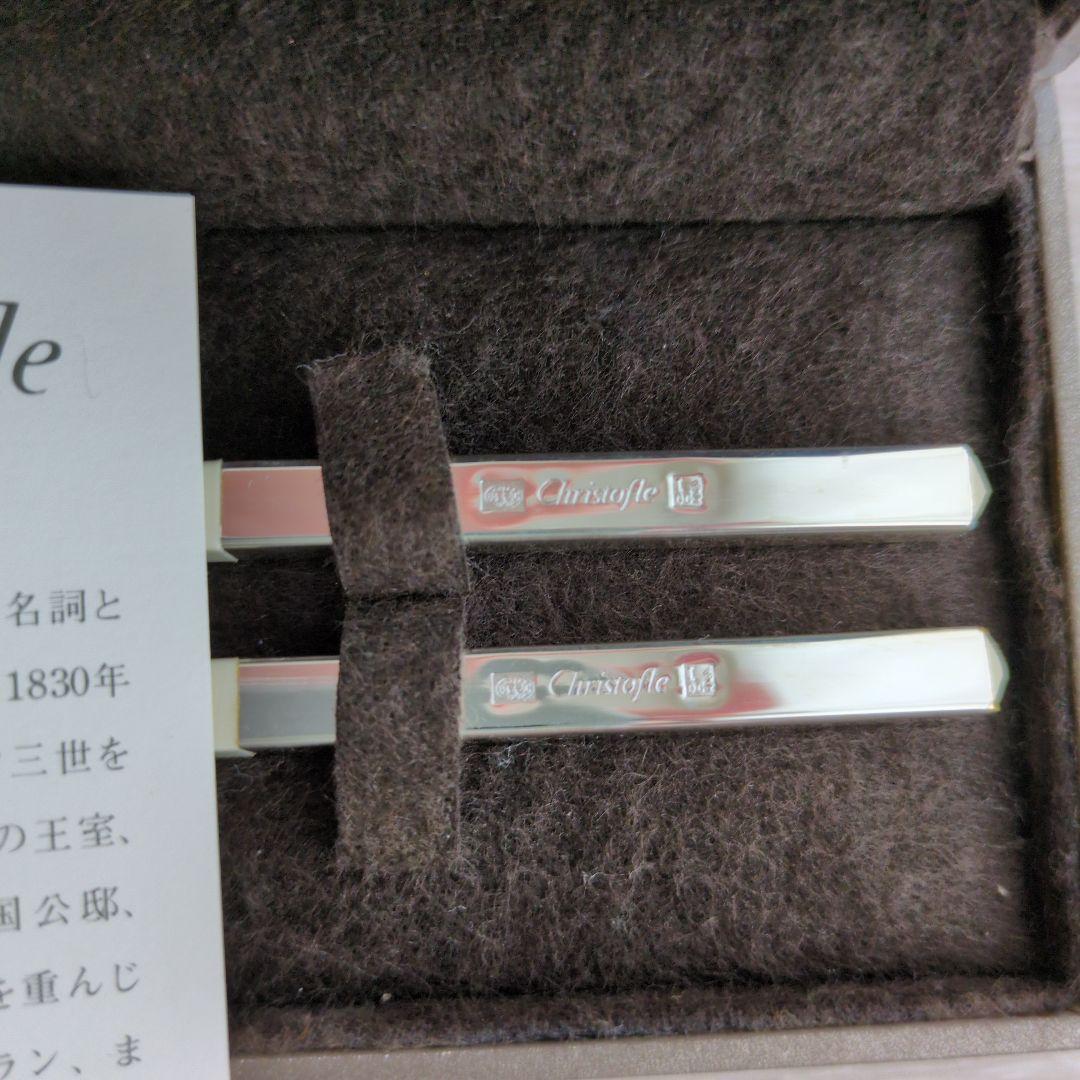 le
名詞と
1830年
三世を
の王室、
国公邸、
を重んじ
ラン、ま
Christofle
Christofle